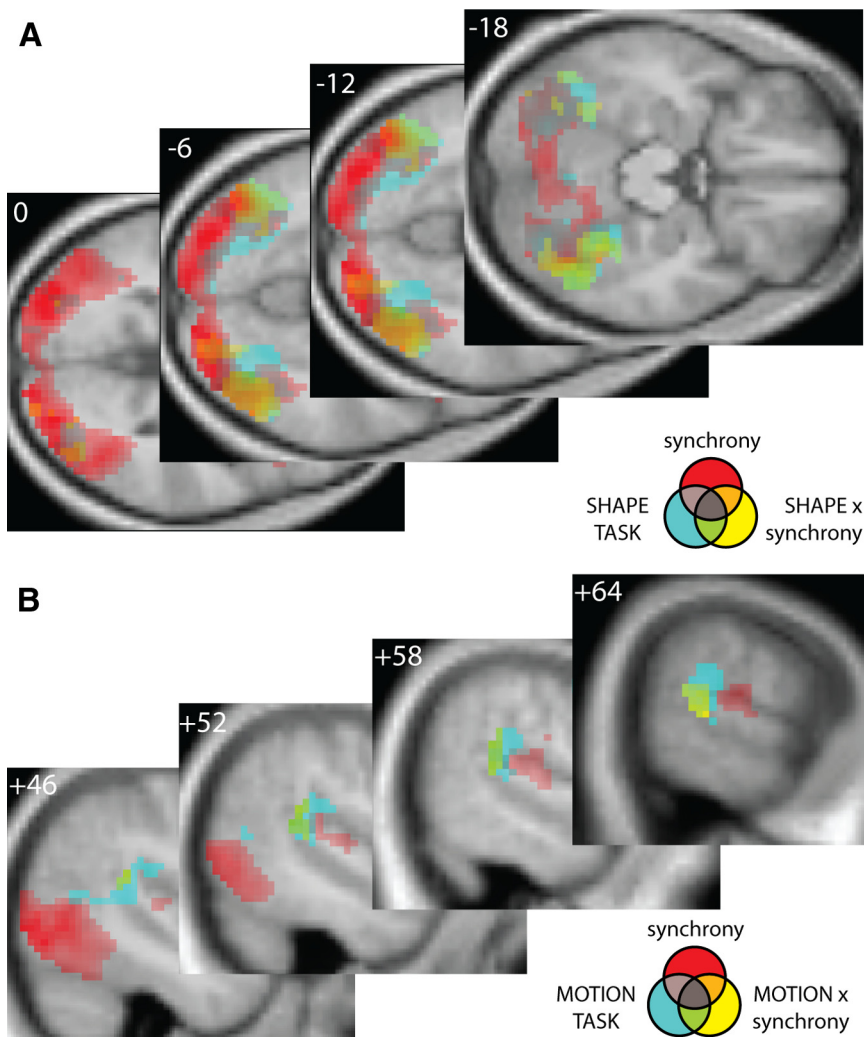 A
-18
-12
-6
0
synchrony
SHAPE TASK
SHAPE x synchrony
B
+64
+58
+52
+46
synchrony
MOTION TASK
MOTION x synchrony